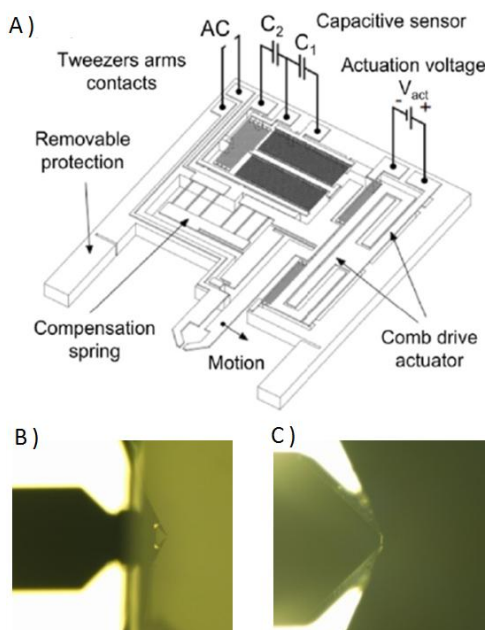 A)
AC
C2
C1
Capacitive sensor
Tweezers arms
contacts
Actuation voltage
Vact
- +
Removable
protection
Compensation
spring
Motion
Comb drive
actuator
B)
C)